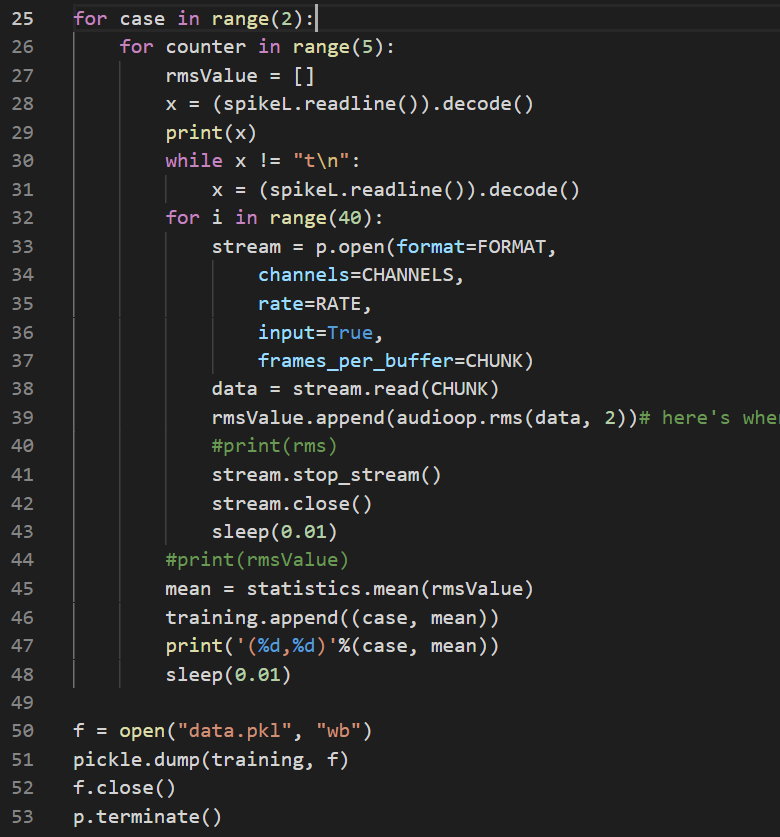 25 for case in range(2):
26     for counter in range(5):
27         rmsValue = []
28         x = (spikeL.readline()).decode()
29         print(x)
30         while x != "t\n":
31             x = (spikeL.readline()).decode()
32         for i in range(40):
33             stream = p.open(format=FORMAT,
34                 channels=CHANNELS,
35                 rate=RATE,
36                 input=True,
37                 frames_per_buffer=CHUNK)
38             data = stream.read(CHUNK)
39             rmsValue.append(audioop.rms(data, 2))# here's
40             #print(rms)
41             stream.stop_stream()
42             stream.close()
43             sleep(0.01)
44         #print(rmsValue)
45         mean = statistics.mean(rmsValue)
46         training.append((case, mean))
47         print('(%d,%d)'%(case, mean))
48         sleep(0.01)
49
50 f = open("data.pkl", "wb")
51 pickle.dump(training, f)
52 f.close()
53 p.terminate()